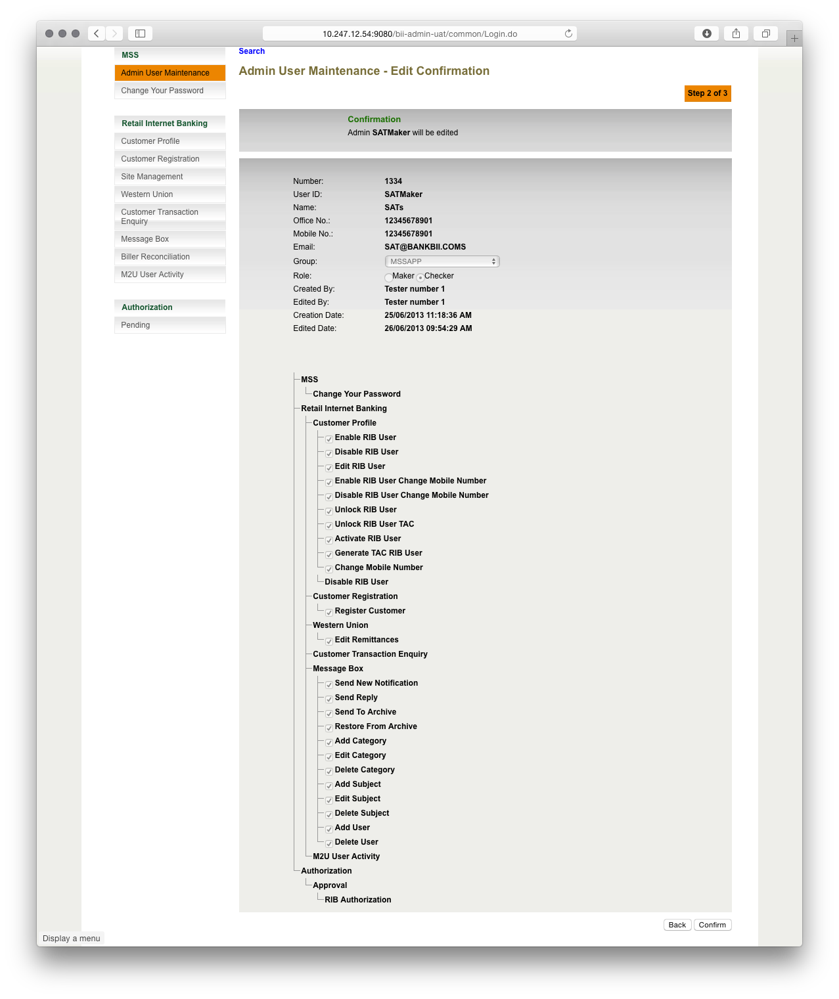 10.247.12.54:9080/bii-admin-uat/common/Login.do
MSS
Admin User Maintenance
Change Your Password
Retail Internet Banking
Customer Profile
Customer Registration
Site Management
Western Union
Customer Transaction
Enquiry
Message Box
Biller Reconciliation
M2U User Activity
Authorization
Pending
Search
Admin User Maintenance - Edit Confirmation
Step 2 of 3
Confirmation
Admin SATMaker will be edited
Number: 1334
User ID: SATMaker
Name: SATs
Office No.: 12345678901
Mobile No.: 12345678901
Email: SAT@BANKBII.COMS
Group: MSSAPP
Role: Maker Checker
Created By: Tester number 1
Edited By: Tester number 1
Creation Date: 25/06/2013 11:18:36 AM
Edited Date: 26/06/2013 09:54:29 AM
MSS
Change Your Password
Retail Internet Banking
Customer Profile
Enable RIB User
Disable RIB User
Edit RIB User
Enable RIB User Change Mobile Number
Disable RIB User Change Mobile Number
Unlock RIB User
Unlock RIB User TAC
Activate RIB User
Generate TAC RIB User
Change Mobile Number
Disable RIB User
Customer Registration
Register Customer
Western Union
Edit Remittances
Customer Transaction Enquiry
Message Box
Send New Notification
Send Reply
Send To Archive
Restore From Archive
Add Category
Edit Category
Delete Category
Add Subject
Edit Subject
Delete Subject
Add User
Delete User
M2U User Activity
Authorization
Approval
RIB Authorization
Back Confirm
Display a menu